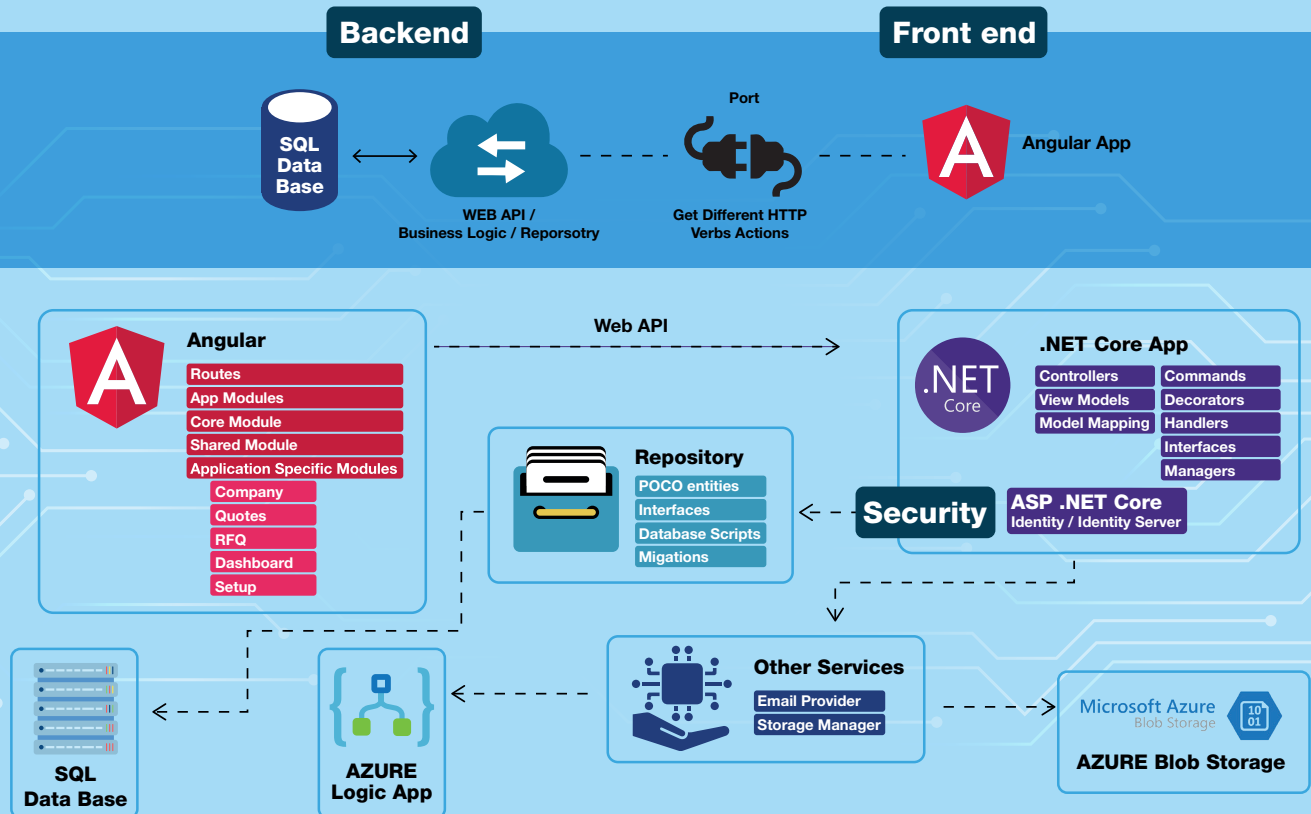 Backend
Front end
SQL
Data
Base
WEB API /
Business Logic / Reporsotry
Port
Get Different HTTP
Verbs Actions
Angular App
Angular
Routes
App Modules
Core Module
Shared Module
Application Specific Modules
Company
Quotes
RFQ
Dashboard
Setup
Web API
.NET
Core
.NET Core App
Controllers
View Models
Model Mapping
Commands
Decorators
Handlers
Interfaces
Managers
Security
ASP .NET Core
Identity / Identity Server
Repository
POCO entities
Interfaces
Database Scripts
Migations
SQL
Data Base
AZURE
Logic App
Other Services
Email Provider
Storage Manager
Microsoft Azure
Blob Storage
10
01
AZURE Blob Storage